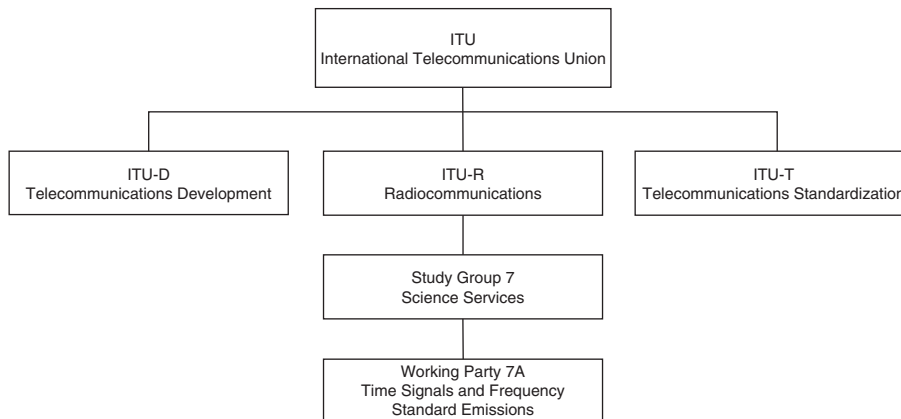 ITU
International Telecommunications Union
ITU-D
Telecommunications Development
ITU-R
Radiocommunications
ITU-T
Telecommunications Standardization
Study Group 7
Science Services
Working Party 7A
Time Signals and Frequency
Standard Emissions